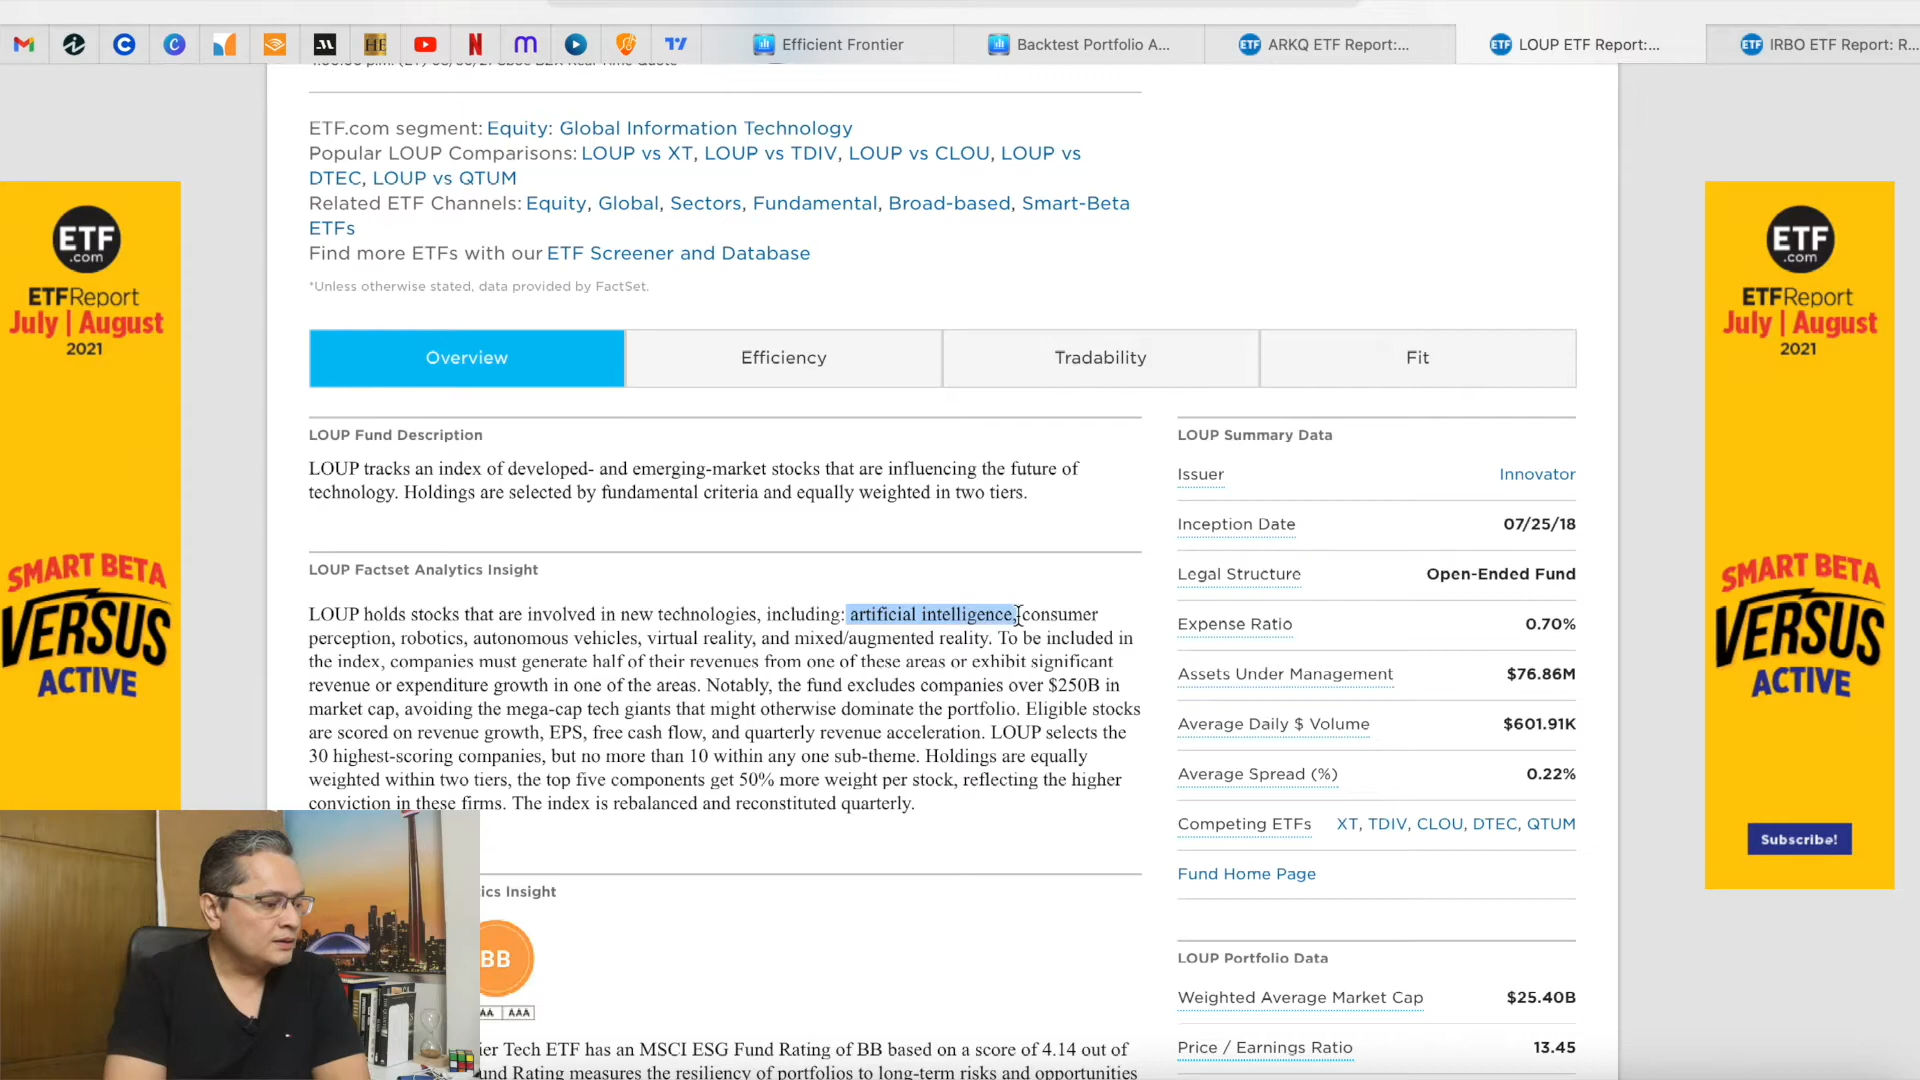 Efficient Frontier
Backtest Portfolio A...
ETF ARKQ ETF Report:...
ETF LOUP ETF Report:...
ETF IRBO ETF Report: R...
ETF.com segment: Equity: Global Information Technology
Popular LOUP Comparisons: LOUP vs XT, LOUP vs TDIV, LOUP vs CLOU, LOUP vs
DTEC, LOUP vs QTUM
Related ETF Channels: Equity, Global, Sectors, Fundamental, Broad-based, Smart-Beta
ETFs
Find more ETFs with our ETF Screener and Database
*Unless otherwise stated, data provided by FactSet.
Overview
Efficiency
Tradability
Fit
LOUP Fund Description
LOUP tracks an index of developed- and emerging-market stocks that are influencing the future of
technology. Holdings are selected by fundamental criteria and equally weighted in two tiers.
LOUP Factset Analytics Insight
LOUP holds stocks that are involved in new technologies, including: artificial intelligence, consumer
perception, robotics, autonomous vehicles, virtual reality, and mixed/augmented reality. To be included in
the index, companies must generate half of their revenues from one of these areas or exhibit significant
revenue or expenditure growth in one of the areas. Notably, the fund excludes companies over $250B in
market cap, avoiding the mega-cap tech giants that might otherwise dominate the portfolio. Eligible stocks
are scored on revenue growth, EPS, free cash flow, and quarterly revenue acceleration. LOUP selects the
30 highest-scoring companies, but no more than 10 within any one sub-theme. Holdings are equally
weighted within two tiers, the top five components get 50% more weight per stock, reflecting the higher
conviction in these firms. The index is rebalanced and reconstituted quarterly.
ics Insight
BB
AA AAA
ier Tech ETF has an MSCI ESG Fund Rating of BB based on a score of 4.14 out of
und Rating measures the resiliency of portfolios to long-term risks and opportunities
LOUP Summary Data
Issuer Innovator
Inception Date 07/25/18
Legal Structure Open-Ended Fund
Expense Ratio 0.70%
Assets Under Management $76.86M
Average Daily $ Volume $601.91K
Average Spread (%) 0.22%
Competing ETFs XT, TDIV, CLOU, DTEC, QTUM
Fund Home Page
LOUP Portfolio Data
Weighted Average Market Cap $25.40B
Price / Earnings Ratio 13.45
ETF
.com
ETFReport
July | August
2021
SMART BETA
VERSUS
ACTIVE
ETF
.com
ETFReport
July | August
2021
SMART BETA
VERSUS
ACTIVE
Subscribe!